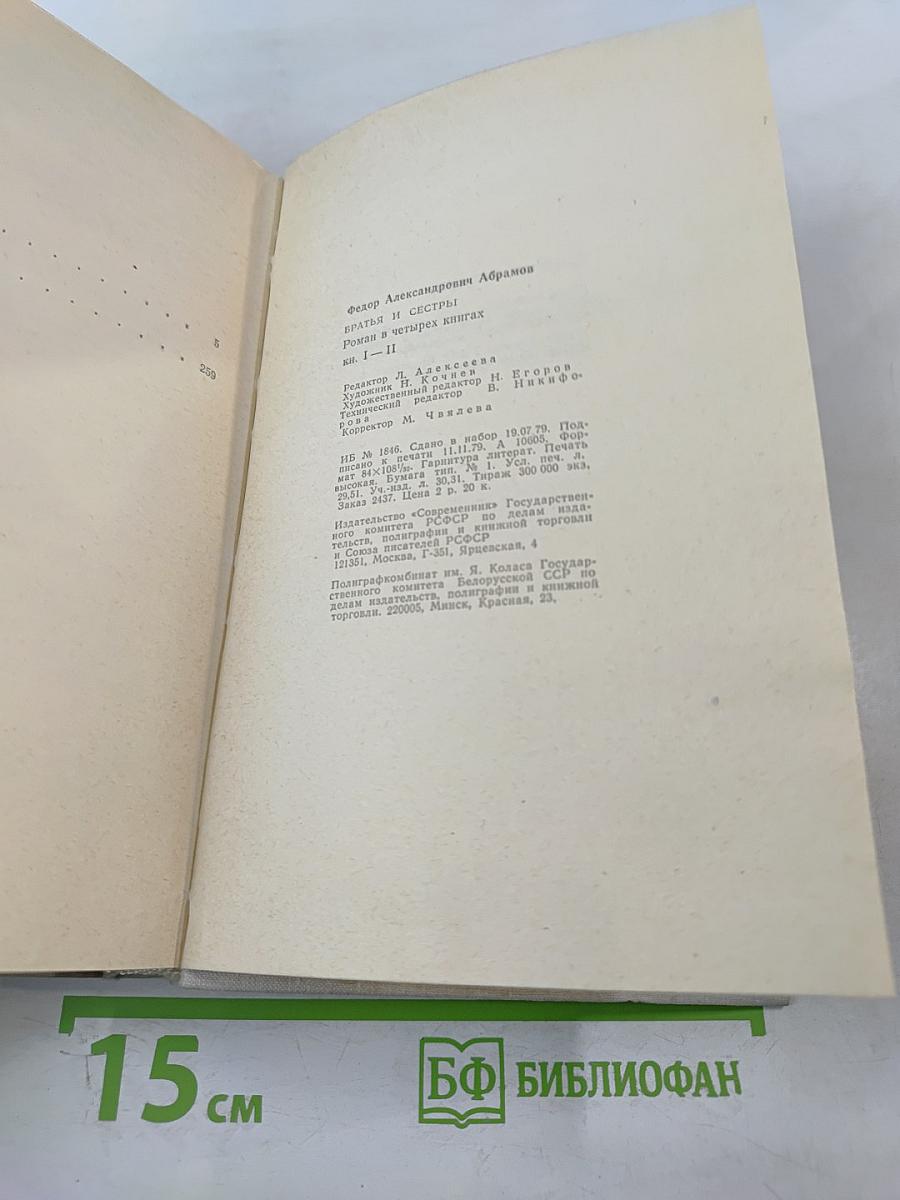 5
259
Федор Александрович Абрамов
БРАТЬЯ И СЕСТРЫ
Роман в четырех книгах
кн. I—II
Редактор Л. Алексеева
Художник Н. Кочнев
Художественный редактор Н. Егоров
Технический редактор В. Никифо-
рова
Корректор М. Чвялева
ИБ № 1846. Сдано в набор 19.07.79. Под-
писано к печати 11.11.79. А 10605. Фор-
мат 84×108¹/₃₂. Гарнитура литерат. Печать
высокая. Бумага тип. № 1. Усл. печ. л.
29,51. Уч.-изд. л. 30,31. Тираж 300 000 экз.
Заказ 2437. Цена 2 р. 20 к.
Издательство «Современник» Государствен-
ного комитета РСФСР по делам изда-
тельств, полиграфии и книжной торговли
и Союза писателей РСФСР
121351, Москва, Г-351, Ярцевская, 4
Полиграфкомбинат им. Я. Коласа Государ-
ственного комитета Белорусской ССР по
делам издательств, полиграфии и книжной
торговли. 220005, Минск, Красная, 23.
15 см
БФ БИБЛИОФАН